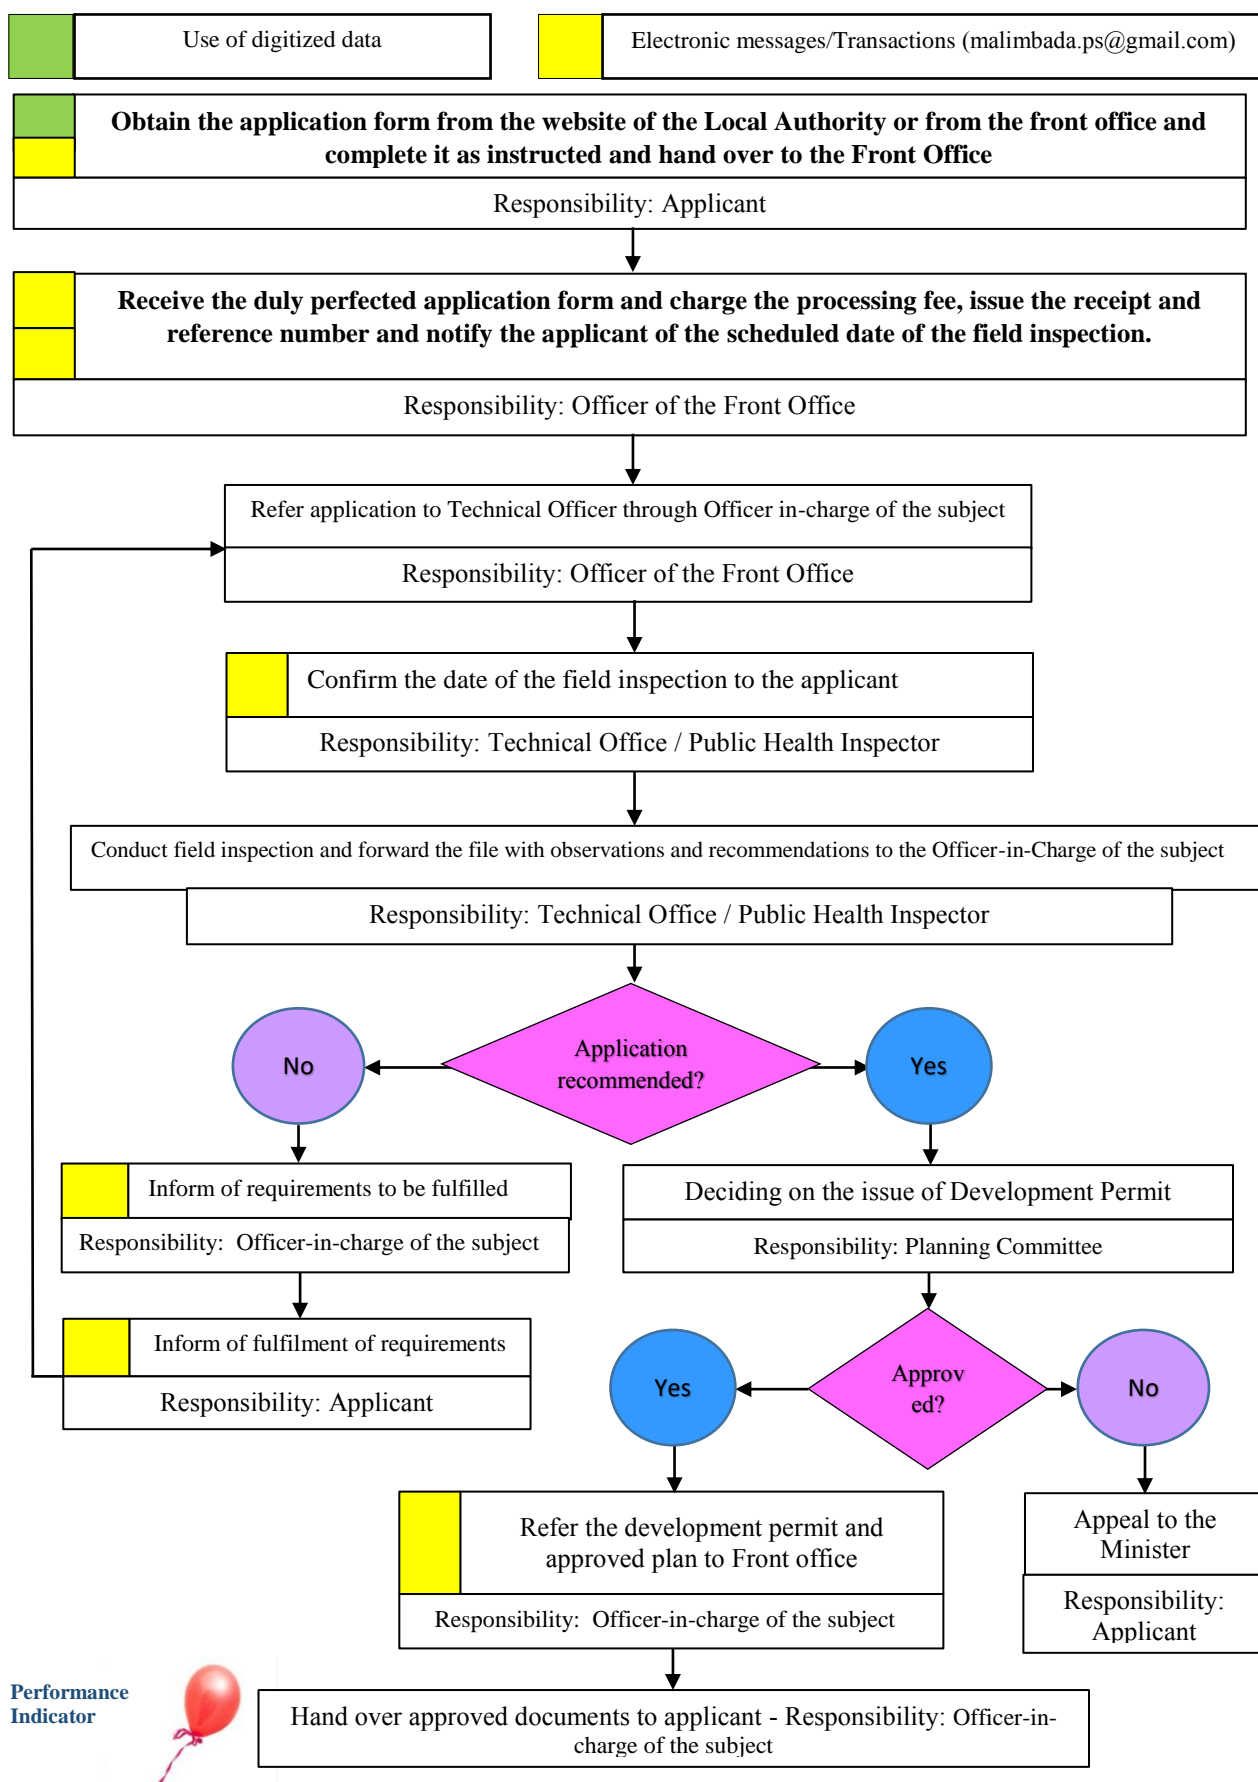 Use of digitized data
Electronic messages/Transactions (malimbada.ps@gmail.com)
Obtain the application form from the website of the Local Authority or from the front office and
complete it as instructed and hand over to the Front Office
Responsibility: Applicant
Receive the duly perfected application form and charge the processing fee, issue the receipt and
reference number and notify the applicant of the scheduled date of the field inspection.
Responsibility: Officer of the Front Office
Refer application to Technical Officer through Officer in-charge of the subject
Responsibility: Officer of the Front Office
Confirm the date of the field inspection to the applicant
Responsibility: Technical Office / Public Health Inspector
Conduct field inspection and forward the file with observations and recommendations to the Officer-in-Charge of the subject
Responsibility: Technical Office / Public Health Inspector
No
Application
recommended?
Yes
Inform of requirements to be fulfilled
Responsibility: Officer-in-charge of the subject
Deciding on the issue of Development Permit
Responsibility: Planning Committee
Inform of fulfilment of requirements
Responsibility: Applicant
Yes
Approv
ed?
No
Refer the development permit and
approved plan to Front office
Responsibility: Officer-in-charge of the subject
Appeal to the
Minister
Responsibility:
Applicant
Performance
Indicator
Hand over approved documents to applicant - Responsibility: Officer-in-
charge of the subject